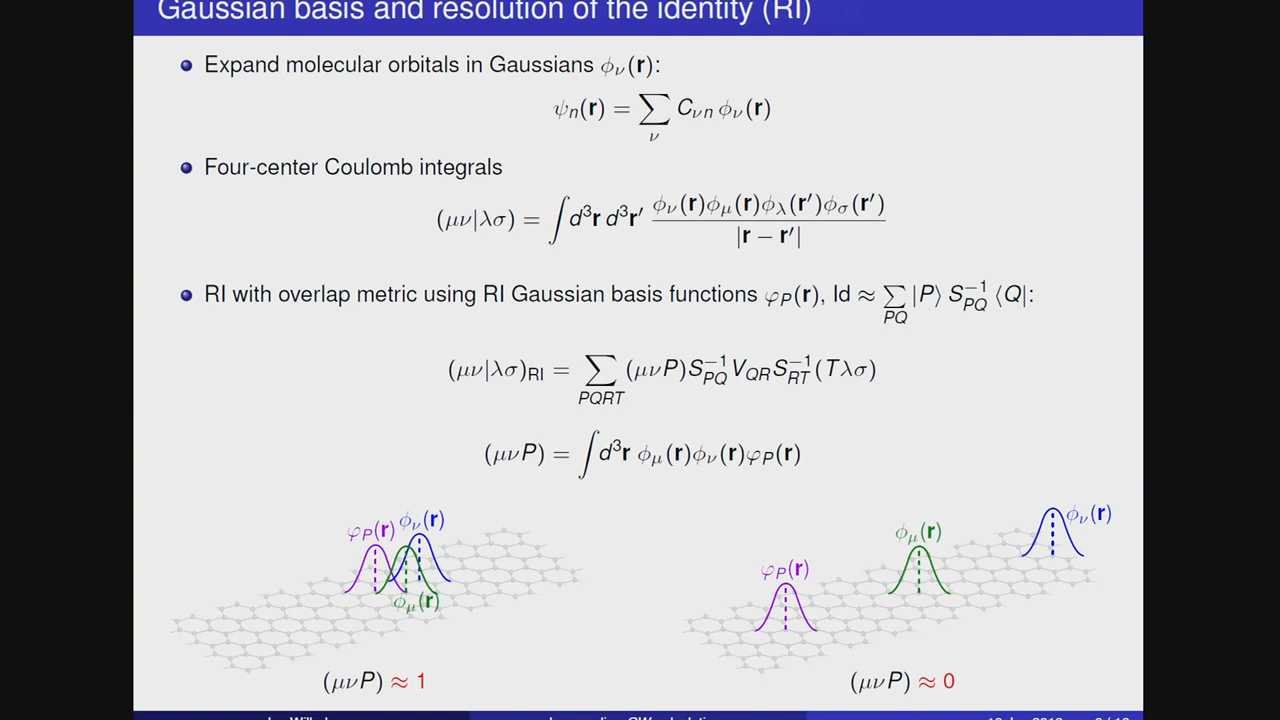 Gaussian basis and resolution of the identity (RI)
Expand molecular orbitals in Gaussians ϕ_ν(r):
ψ_n(r) = ∑_ν C_νn ϕ_ν(r)
Four-center Coulomb integrals
(μν|λσ) = ∫ d³r d³r′ ϕ_ν(r)ϕ_μ(r)ϕ_λ(r′)ϕ_σ(r′) / |r − r′|
RI with overlap metric using RI Gaussian basis functions φ_P(r), Id ≈ ∑_PQ |P⟩ S⁻¹_PQ ⟨Q|:
(μν|λσ)_RI = ∑_PQRT (μνP)S⁻¹_PQ V_QR S⁻¹_RT (Tλσ)
(μνP) = ∫ d³r ϕ_μ(r)ϕ_ν(r)φ_P(r)
φ_P(r) ϕ_ν(r)
ϕ_μ(r)
ϕ_ν(r)
ϕ_μ(r)
φ_P(r)
(μνP) ≈ 1
(μνP) ≈ 0